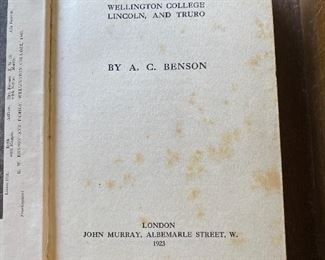 WELLINGTON COLLEGE
LINCOLN, AND TRURO
BY A. C. BENSON
LONDON
JOHN MURRAY, ALBEMARLE STREET, W.
1923